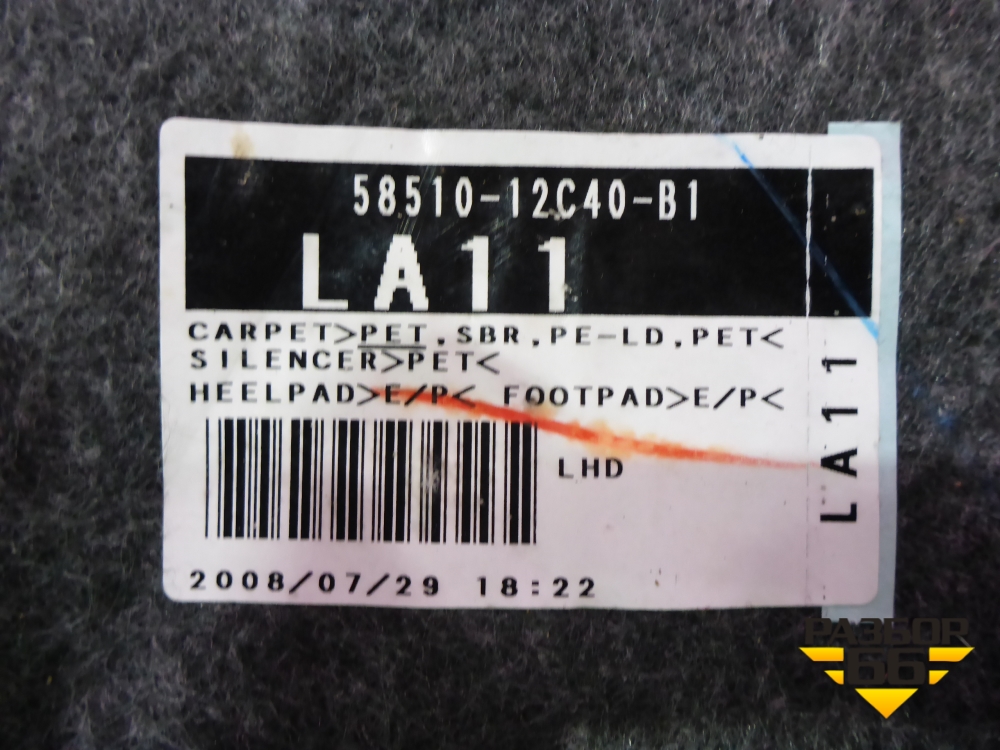 58510-12C40-B1
LA11
CARPET>PET,SBR,PE-LD,PET<
SILENCER>PET<
HEELPAD>E/P< FOOTPAD>E/P<
LHD
2008/07/29 18:22
LA11
РАЗБОР
66